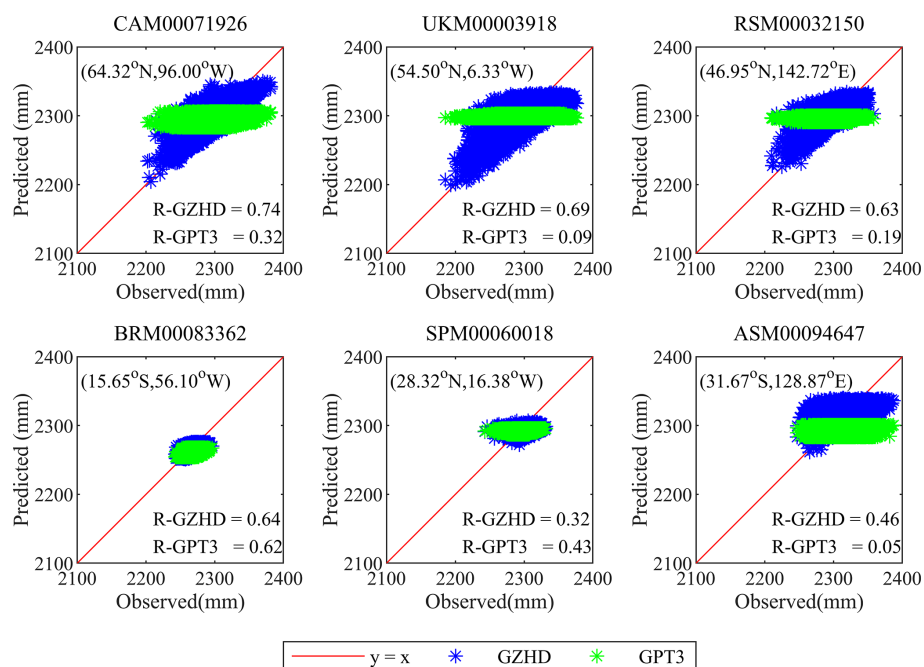 CAM00071926
UKM00003918
RSM00032150
2400
2300
2200
2100
Predicted (mm)
(64.32°N,96.00°W)
R-GZHD = 0.74
R-GPT3 = 0.32
2100 2200 2300 2400
Observed(mm)
2400
2300
2200
2100
Predicted (mm)
(54.50°N,6.33°W)
R-GZHD = 0.69
R-GPT3 = 0.09
2100 2200 2300 2400
Observed(mm)
2400
2300
2200
2100
Predicted (mm)
(46.95°N,142.72°E)
R-GZHD = 0.63
R-GPT3 = 0.19
2100 2200 2300 2400
Observed(mm)
BRM00083362
SPM00060018
ASM00094647
2400
2300
2200
2100
Predicted (mm)
(15.65°S,56.10°W)
R-GZHD = 0.64
R-GPT3 = 0.62
2100 2200 2300 2400
Observed(mm)
2400
2300
2200
2100
Predicted (mm)
(28.32°N,16.38°W)
R-GZHD = 0.32
R-GPT3 = 0.43
2100 2200 2300 2400
Observed(mm)
2400
2300
2200
2100
Predicted (mm)
(31.67°S,128.87°E)
R-GZHD = 0.46
R-GPT3 = 0.05
2100 2200 2300 2400
Observed(mm)
y = x GZHD GPT3